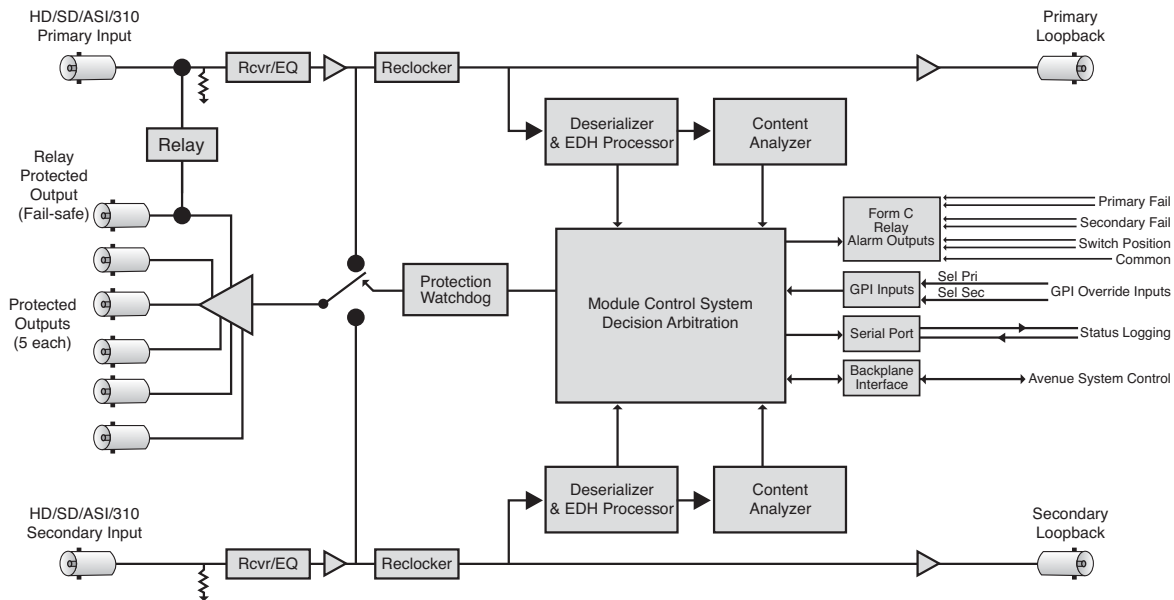 HD/SD/ASI/310
Primary Input
Primary
Loopback
Rcvr/EQ
Reclocker
Deserializer
& EDH Processor
Content
Analyzer
Relay
Relay
Protected
Output
(Fail-safe)
Protected
Outputs
(5 each)
Protection
Watchdog
Module Control System
Decision Arbitration
Form C
Relay
Alarm Outputs
Primary Fail
Secondary Fail
Switch Position
Common
GPI Inputs
Sel Pri
Sel Sec
GPI Override Inputs
Serial Port
Status Logging
Backplane
Interface
Avenue System Control
Deserializer
& EDH Processor
Content
Analyzer
HD/SD/ASI/310
Secondary Input
Rcvr/EQ
Reclocker
Secondary
Loopback